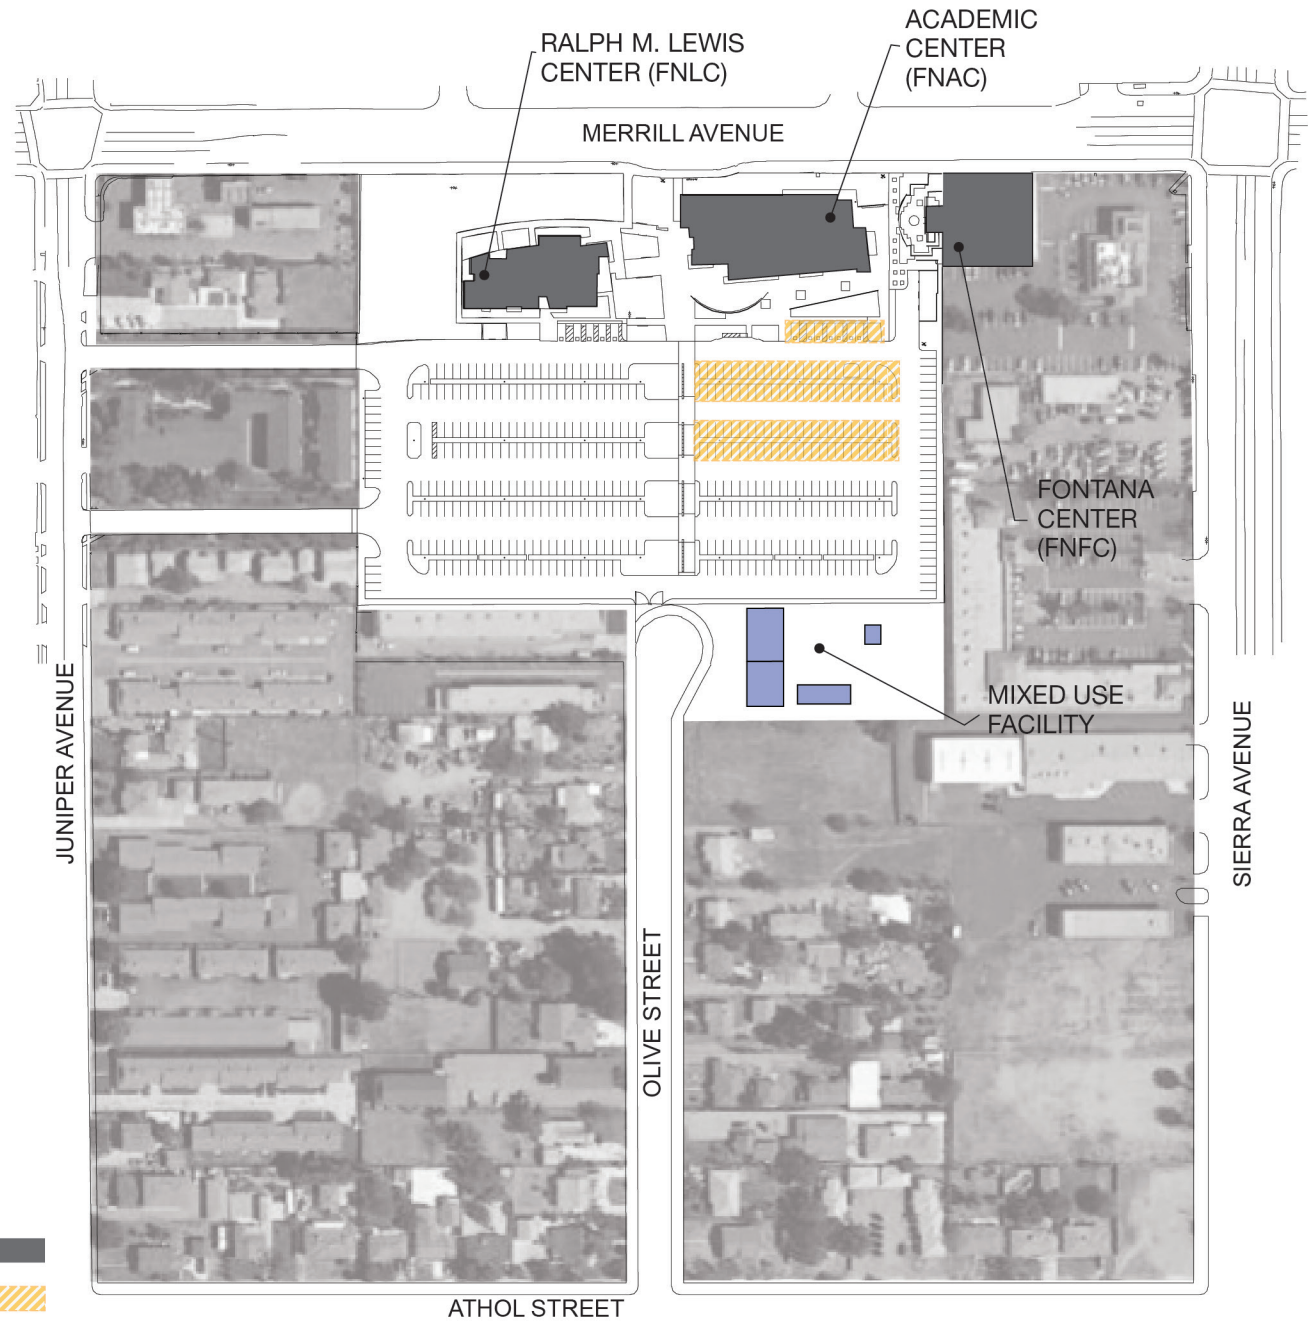 RALPH M. LEWIS
CENTER (FNLC)
ACADEMIC
CENTER
(FNAC)
MERRILL AVENUE
FONTANA
CENTER
(FNFC)
MIXED USE
FACILITY
JUNIPER AVENUE
SIERRA AVENUE
OLIVE STREET
ATHOL STREET